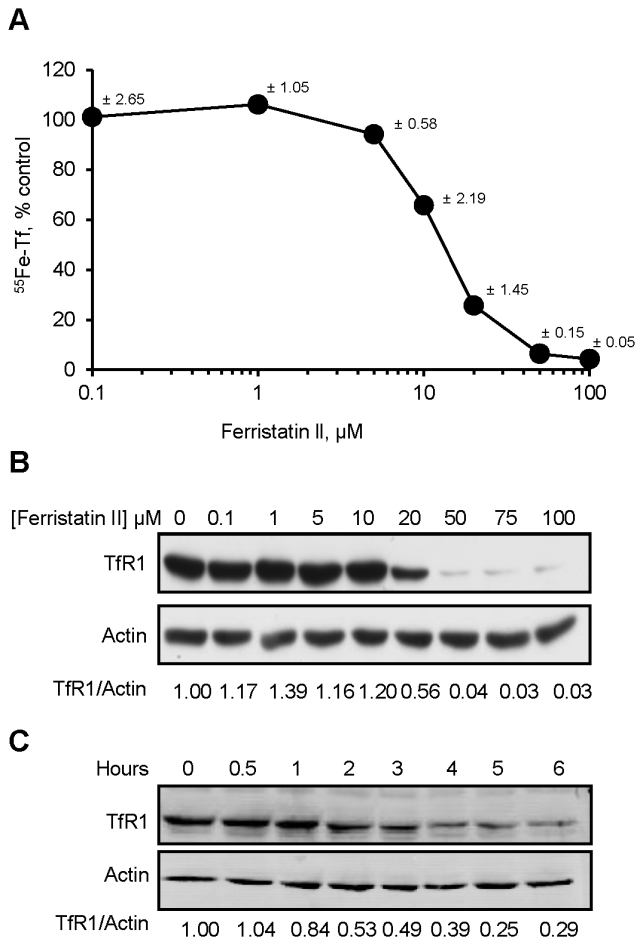 A
120
100
80
60
40
20
0
⁵⁵Fe-Tf, % control
± 2.65
± 1.05
± 0.58
± 2.19
± 1.45
± 0.15
± 0.05
0.1 1 10 100
Ferristatin II, µM
B
[Ferristatin II] µM 0 0.1 1 5 10 20 50 75 100
TfR1
Actin
TfR1/Actin 1.00 1.17 1.39 1.16 1.20 0.56 0.04 0.03 0.03
C
Hours 0 0.5 1 2 3 4 5 6
TfR1
Actin
TfR1/Actin 1.00 1.04 0.84 0.53 0.49 0.39 0.25 0.29